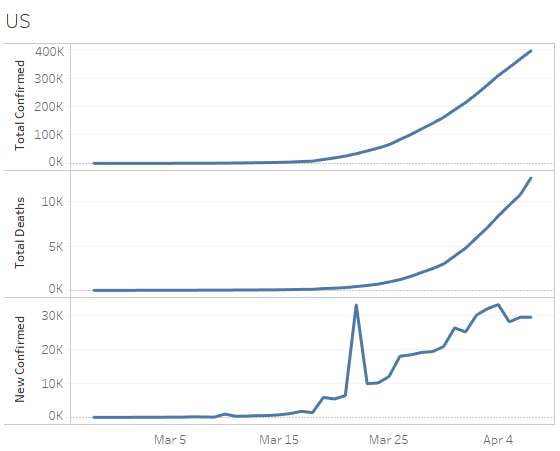 US
Total Confirmed
400K
300K
200K
100K
0K
Total Deaths
10K
5K
0K
New Confirmed
30K
20K
10K
0K
Mar 5 Mar 15 Mar 25 Apr 4